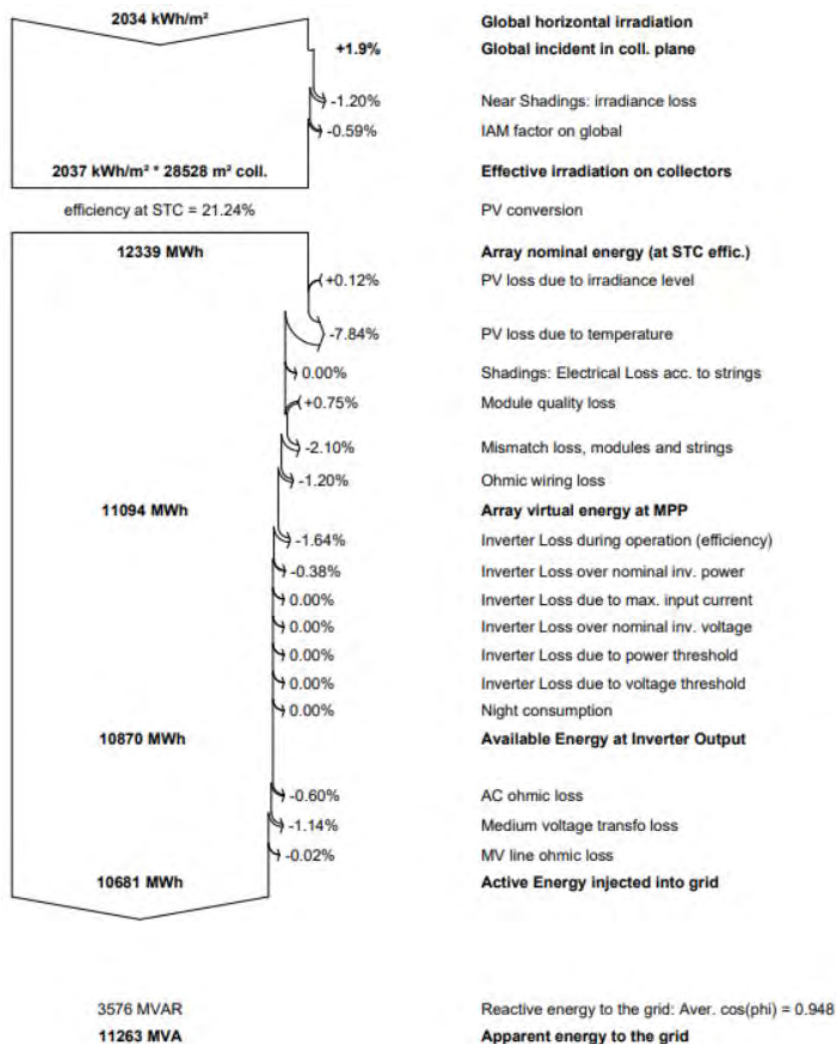 2034 kWh/m² Global horizontal irradiation
+1.9% Global incident in coll. plane
-1.20% Near Shadings: irradiance loss
-0.59% IAM factor on global
2037 kWh/m² * 28528 m² coll. Effective irradiation on collectors
efficiency at STC = 21.24% PV conversion
12339 MWh Array nominal energy (at STC effic.)
+0.12% PV loss due to irradiance level
-7.84% PV loss due to temperature
0.00% Shadings: Electrical Loss acc. to strings
+0.75% Module quality loss
-2.10% Mismatch loss, modules and strings
-1.20% Ohmic wiring loss
11094 MWh Array virtual energy at MPP
-1.64% Inverter Loss during operation (efficiency)
-0.38% Inverter Loss over nominal inv. power
0.00% Inverter Loss due to max. input current
0.00% Inverter Loss over nominal inv. voltage
0.00% Inverter Loss due to power threshold
0.00% Inverter Loss due to voltage threshold
0.00% Night consumption
10870 MWh Available Energy at Inverter Output
-0.60% AC ohmic loss
-1.14% Medium voltage transfo loss
-0.02% MV line ohmic loss
10681 MWh Active Energy injected into grid
3576 MVAR Reactive energy to the grid: Aver. cos(phi) = 0.948
11263 MVA Apparent energy to the grid